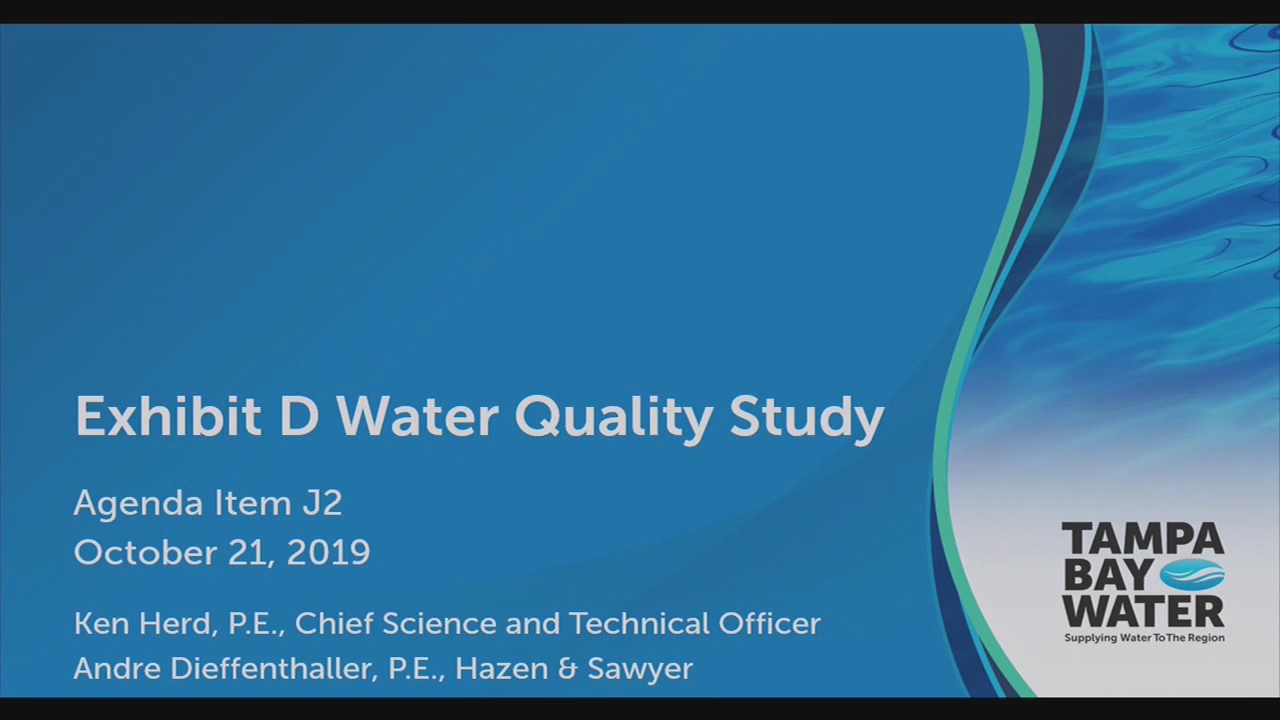 Exhibit D Water Quality Study
Agenda Item J2
October 21, 2019
Ken Herd, P.E., Chief Science and Technical Officer
Andre Dieffenthaller, P.E., Hazen & Sawyer
TAMPA
BAY
WATER
Supplying Water To The Region